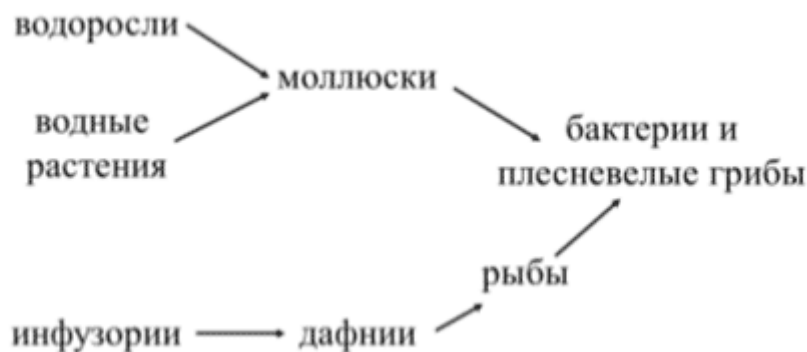 водоросли
моллюски
водные
растения
бактерии и
плесневелые грибы
рыбы
инфузории
дафнии